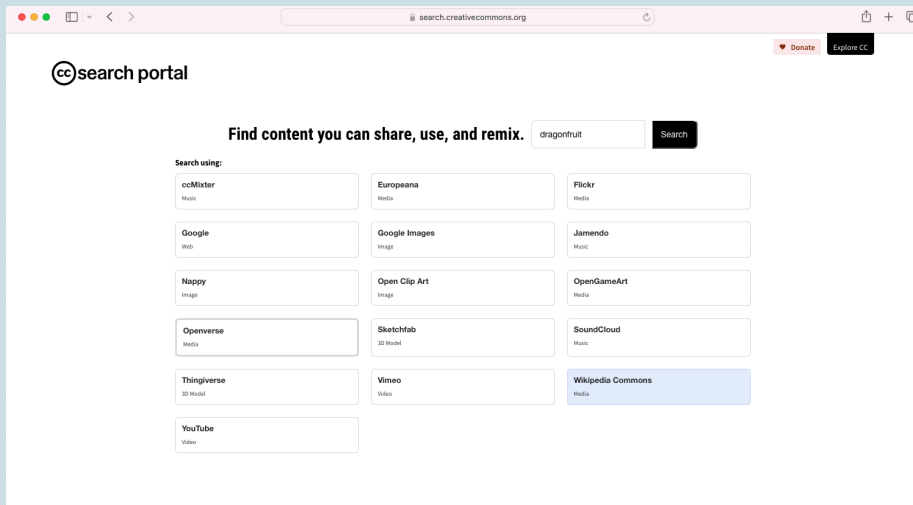 search.creativecommons.org
Donate
Explore CC
cc search portal
Find content you can share, use, and remix.
dragonfruit
Search
Search using:
ccMixter
Music
Europeana
Media
Flickr
Media
Google
Web
Google Images
Image
Jamendo
Music
Nappy
Image
Open Clip Art
Image
OpenGameArt
Media
Openverse
Media
Sketchfab
3D Model
SoundCloud
Music
Thingiverse
3D Model
Vimeo
Video
Wikipedia Commons
Media
YouTube
Video